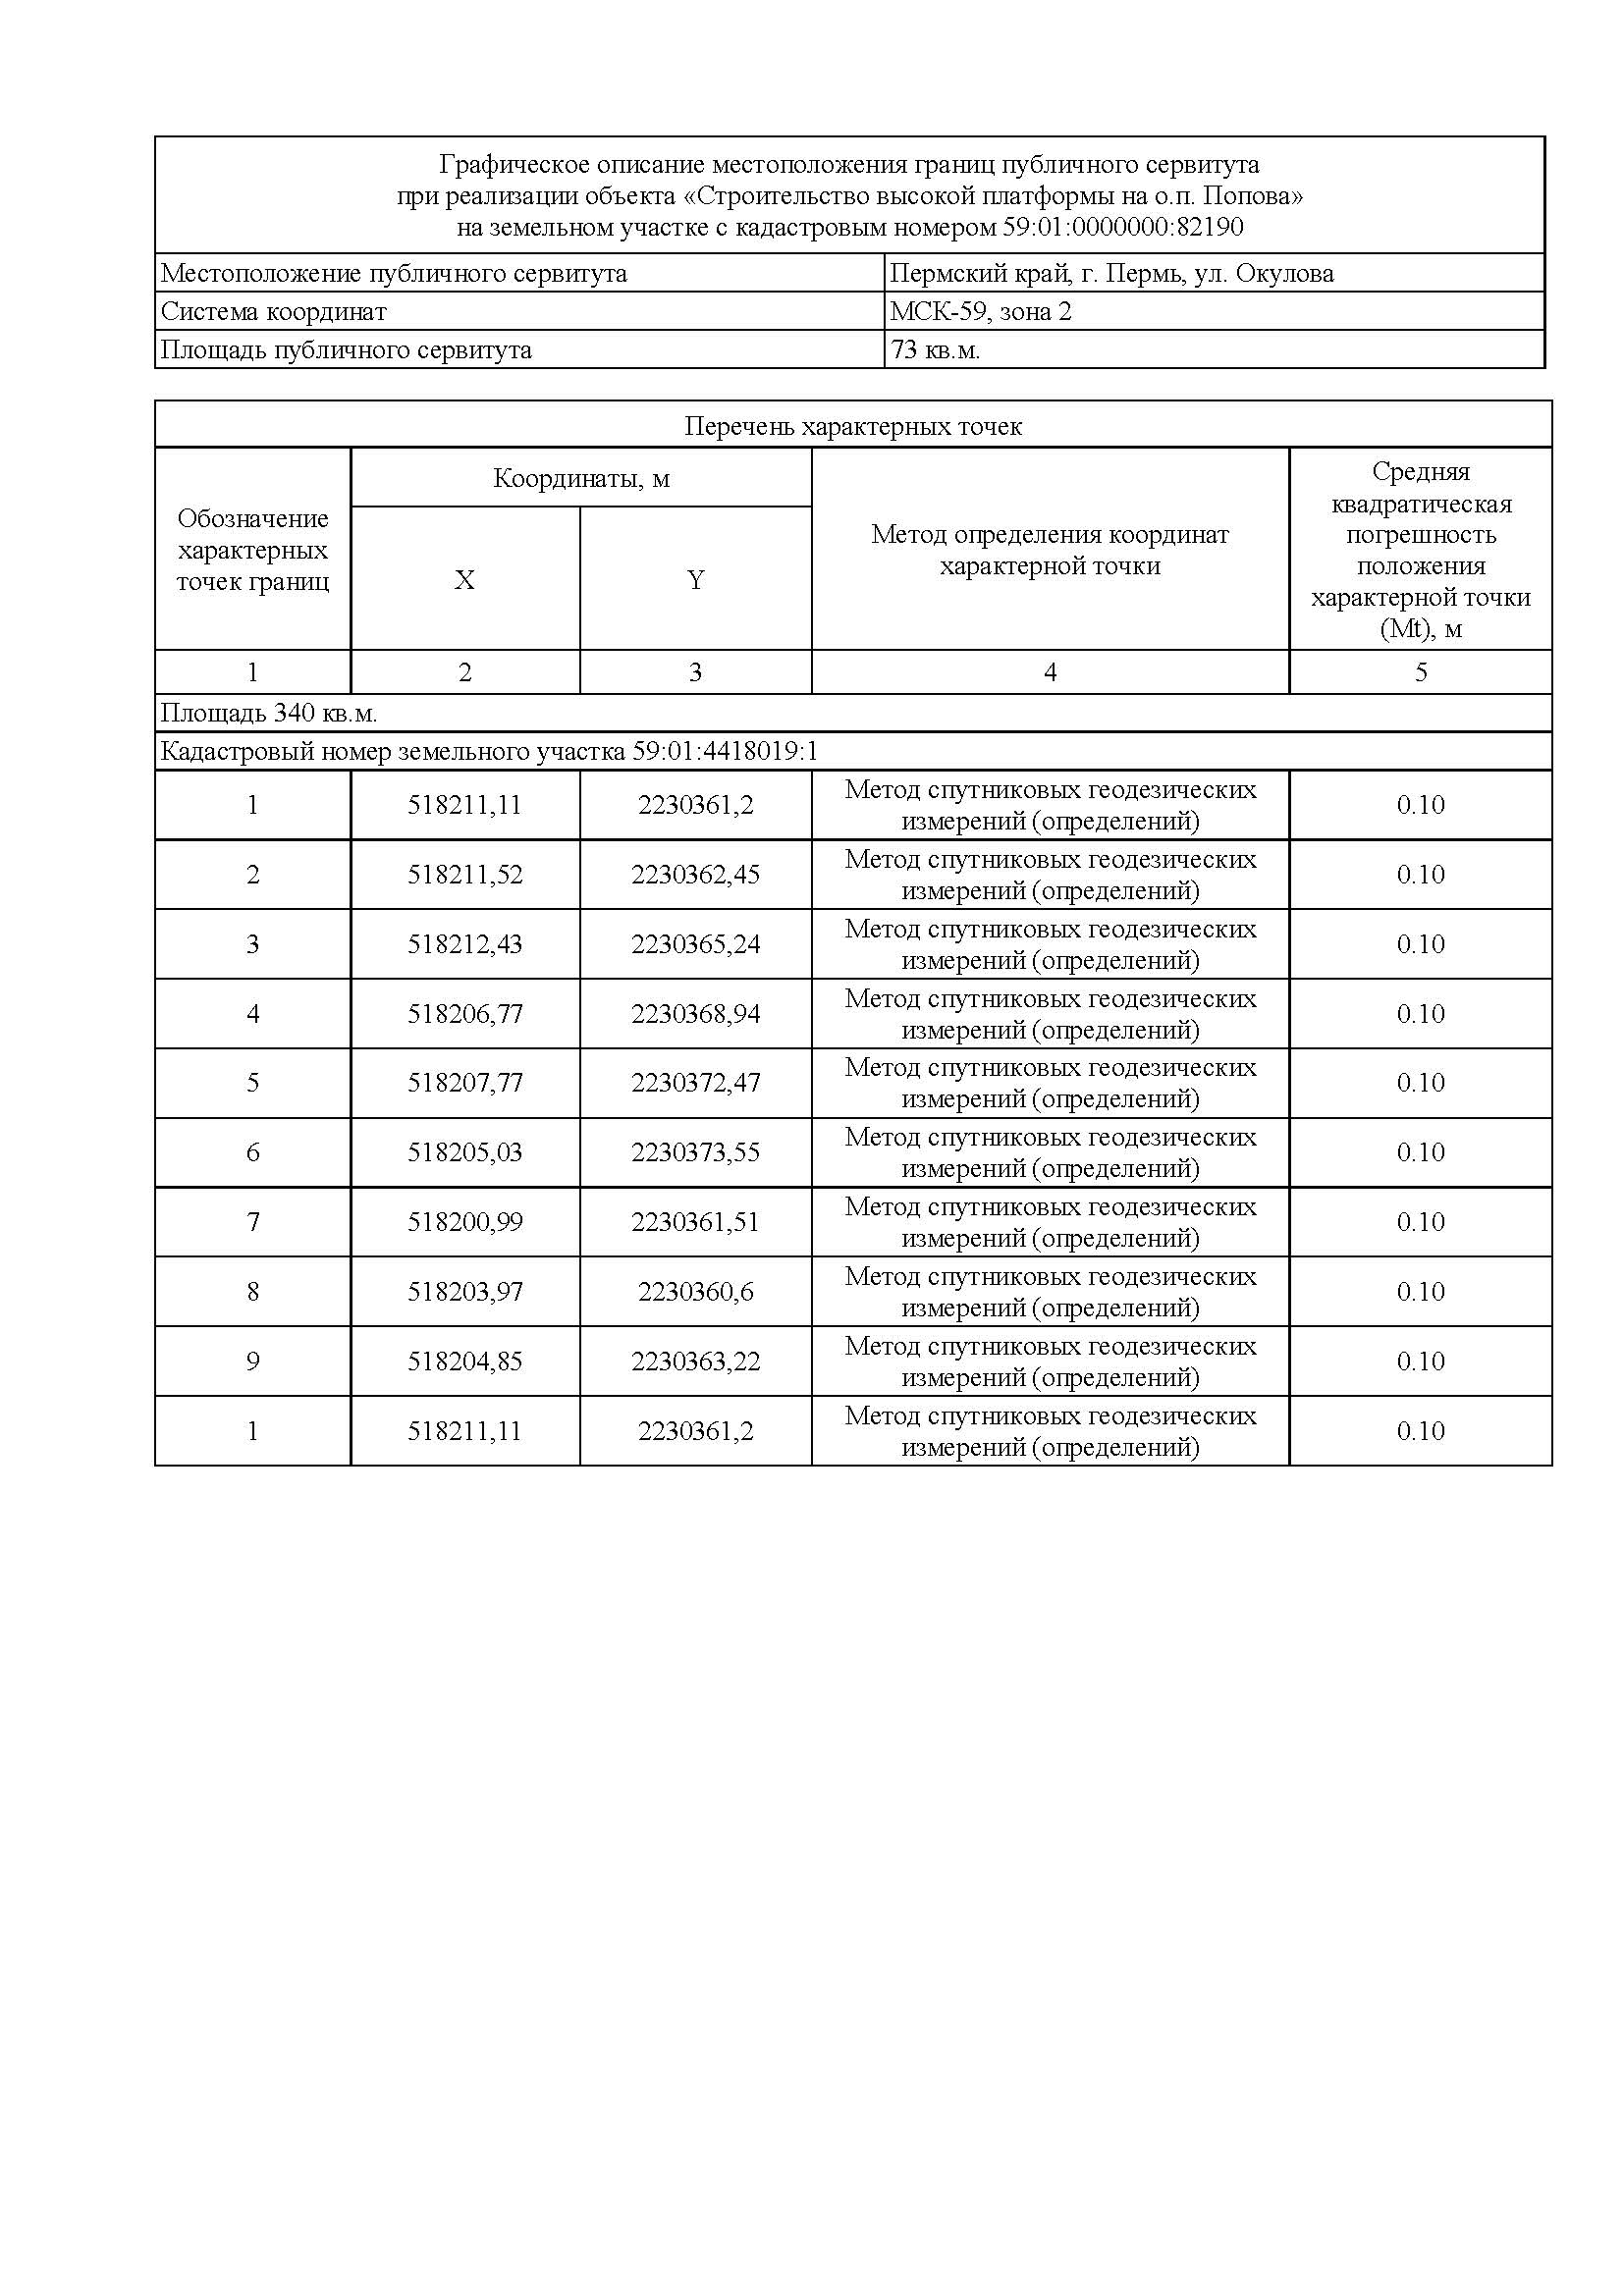 Графическое описание местоположения границ публичного сервитута
при реализации объекта «Строительство высокой платформы на о.п. Попова»
на земельном участке с кадастровым номером 59:01:0000000:82190
Местоположение публичного сервитута Пермский край, г. Пермь, ул. Окулова
Система координат МСК-59, зона 2
Площадь публичного сервитута 73 кв.м.
Перечень характерных точек
Обозначение
характерных
точек границ
Координаты, м
X Y
Метод определения координат
характерной точки
Средняя
квадратическая
погрешность
положения
характерной точки
(Mt), м
1 2 3 4 5
Площадь 340 кв.м.
Кадастровый номер земельного участка 59:01:4418019:1
1 518211,11 2230361,2 Метод спутниковых геодезических
измерений (определений) 0.10
2 518211,52 2230362,45 Метод спутниковых геодезических
измерений (определений) 0.10
3 518212,43 2230365,24 Метод спутниковых геодезических
измерений (определений) 0.10
4 518206,77 2230368,94 Метод спутниковых геодезических
измерений (определений) 0.10
5 518207,77 2230372,47 Метод спутниковых геодезических
измерений (определений) 0.10
6 518205,03 2230373,55 Метод спутниковых геодезических
измерений (определений) 0.10
7 518200,99 2230361,51 Метод спутниковых геодезических
измерений (определений) 0.10
8 518203,97 2230360,6 Метод спутниковых геодезических
измерений (определений) 0.10
9 518204,85 2230363,22 Метод спутниковых геодезических
измерений (определений) 0.10
1 518211,11 2230361,2 Метод спутниковых геодезических
измерений (определений) 0.10